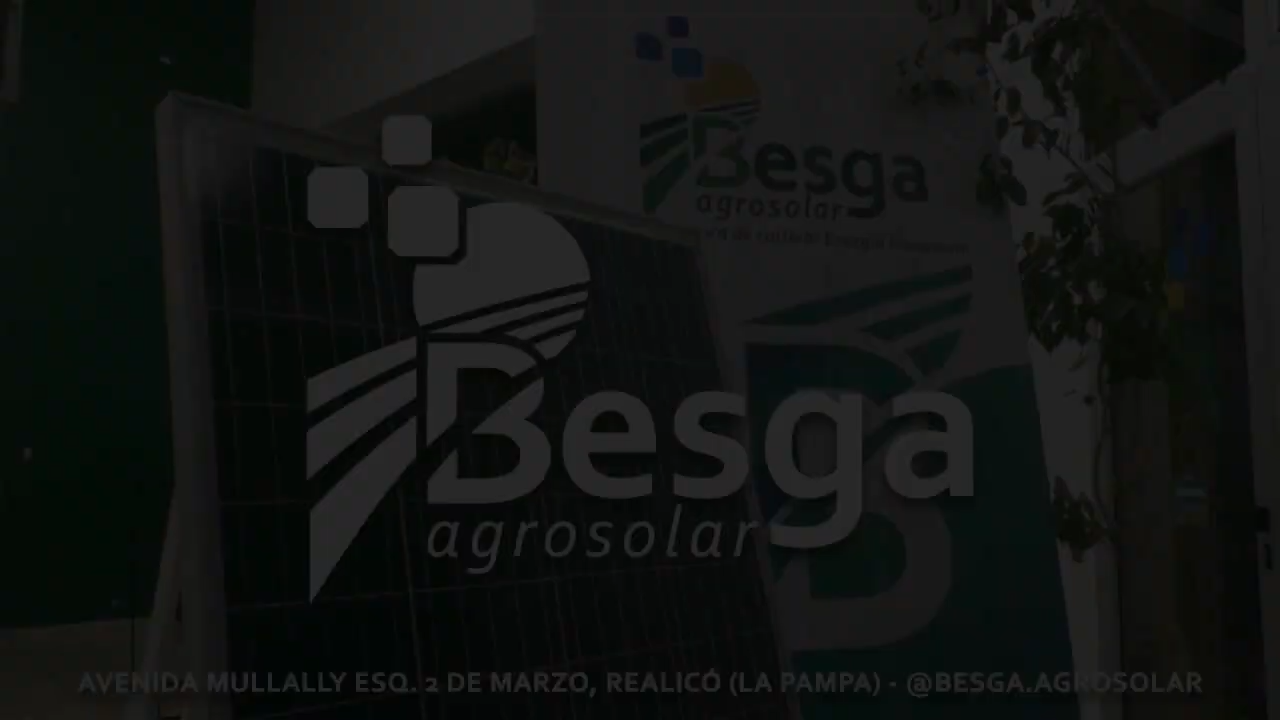 Besga
agrosolar
Besga
agrosolar
AVENIDA MULLALLY ESQ. 2 DE MARZO, REALICÓ (LA PAMPA) - @BESGA.AGROSOLAR